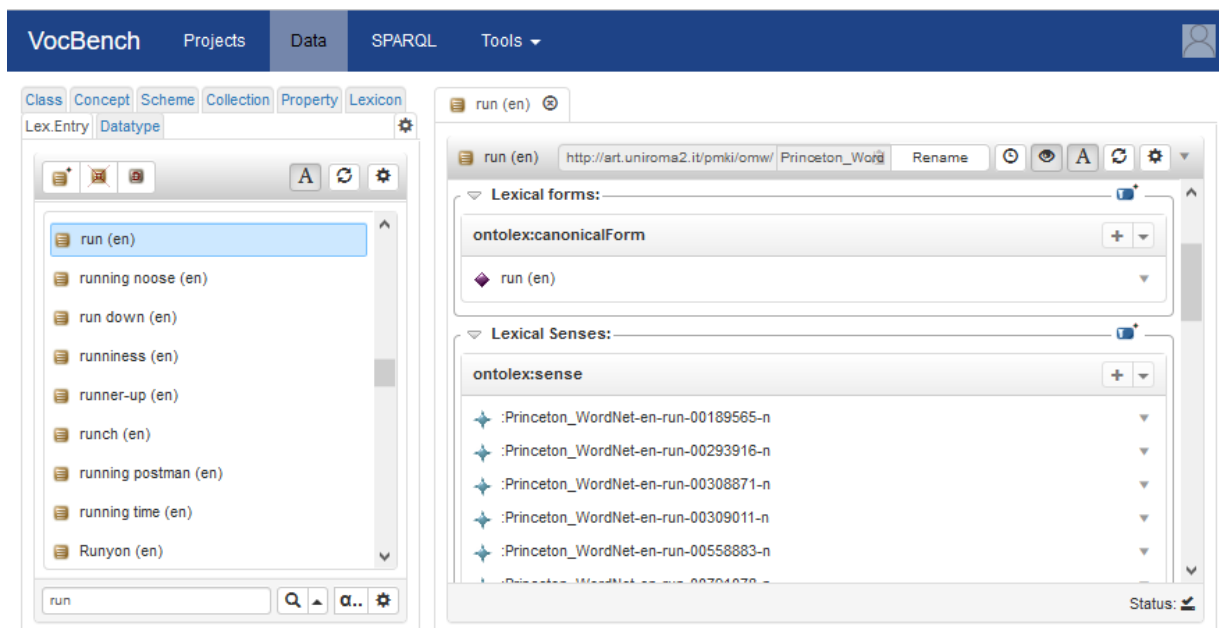 VocBench Projects Data SPARQL Tools
Class Concept Scheme Collection Property Lexicon
Lex.Entry Datatype
A
run (en)
running noose (en)
run down (en)
runniness (en)
runner-up (en)
runch (en)
running postman (en)
running time (en)
Runyon (en)
run α..
run (en)
run (en) http://art.uniroma2.it/pmki/omw/ Princeton_Word Rename A
Lexical forms:
ontolex:canonicalForm
run (en)
Lexical Senses:
ontolex:sense
:Princeton_WordNet-en-run-00189565-n
:Princeton_WordNet-en-run-00293916-n
:Princeton_WordNet-en-run-00308871-n
:Princeton_WordNet-en-run-00309011-n
:Princeton_WordNet-en-run-00558883-n
Status: